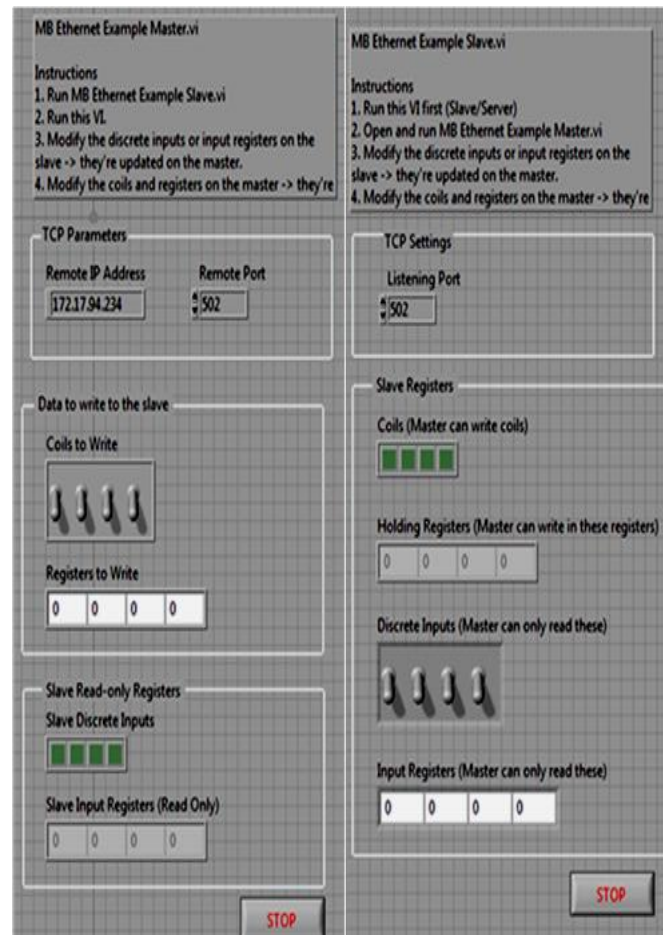 MB Ethernet Example Master.vi
Instructions
1. Run MB Ethernet Example Slave.vi
2. Run this VI.
3. Modify the discrete inputs or input registers on the
slave -> they're updated on the master.
4. Modify the coils and registers on the master -> they're
TCP Parameters
Remote IP Address
Remote Port
172.17.94.234
502
Data to write to the slave
Coils to Write
Registers to Write
0 0 0 0
Slave Read-only Registers
Slave Discrete Inputs
Slave Input Registers (Read Only)
0 0 0 0
STOP
MB Ethernet Example Slave.vi
Instructions
1. Run this VI first (Slave/Server)
2. Open and run MB Ethernet Example Master.vi
3. Modify the discrete inputs or input registers on the
slave -> they're updated on the master.
4. Modify the coils and registers on the master -> they're
TCP Settings
Listening Port
502
Slave Registers
Coils (Master can write coils)
Holding Registers (Master can write in these registers)
0 0 0 0
Discrete Inputs (Master can only read these)
Input Registers (Master can only read these)
0 0 0 0
STOP